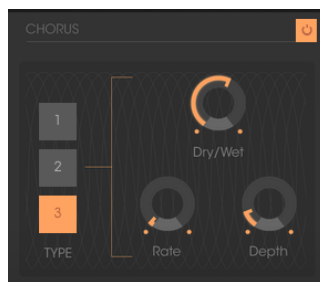 CHORUS
1
2
3
TYPE
Dry/Wet
Rate
Depth